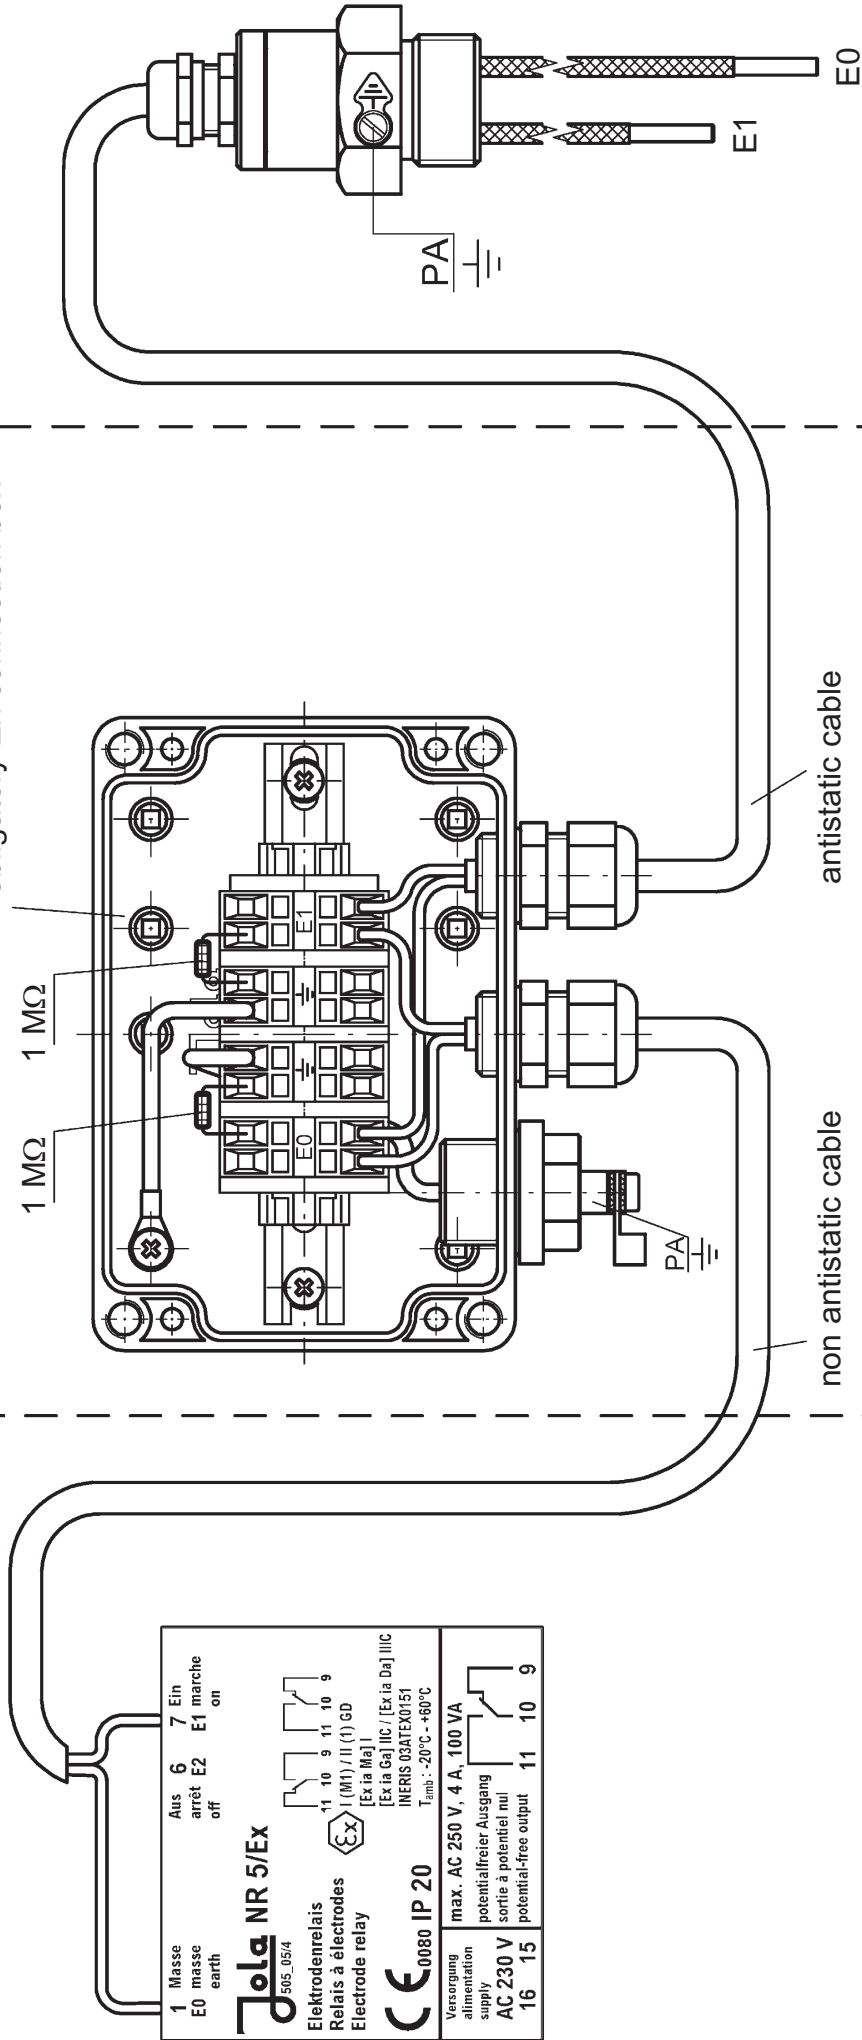 1 MΩ
1 MΩ
E0
E1
PA
PA
E1
E0
non antistatic cable
antistatic cable
1 Masse
E0 masse
earth
Aus 6
arrêt E2
off
7 Ein
E1 marche
on
Jola NR 5/Ex
505_05/4
Elektrodenrelais
Relais à électrodes
Electrode relay
11 10 9 11 10 9
Ex
I (M1) / II (1) GD
[Ex ia Ma] I
[Ex ia Ga] IIC / [Ex ia Da] IIIC
INERIS 03ATEX0151
Tamb : -20°C - +60°C
CE 0080 IP 20
Versorgung
alimentation
supply
AC 230 V
16 15
max. AC 250 V, 4 A, 100 VA
potentialfreier Ausgang
sortie à potentiel nul
potential-free output
11 10 9